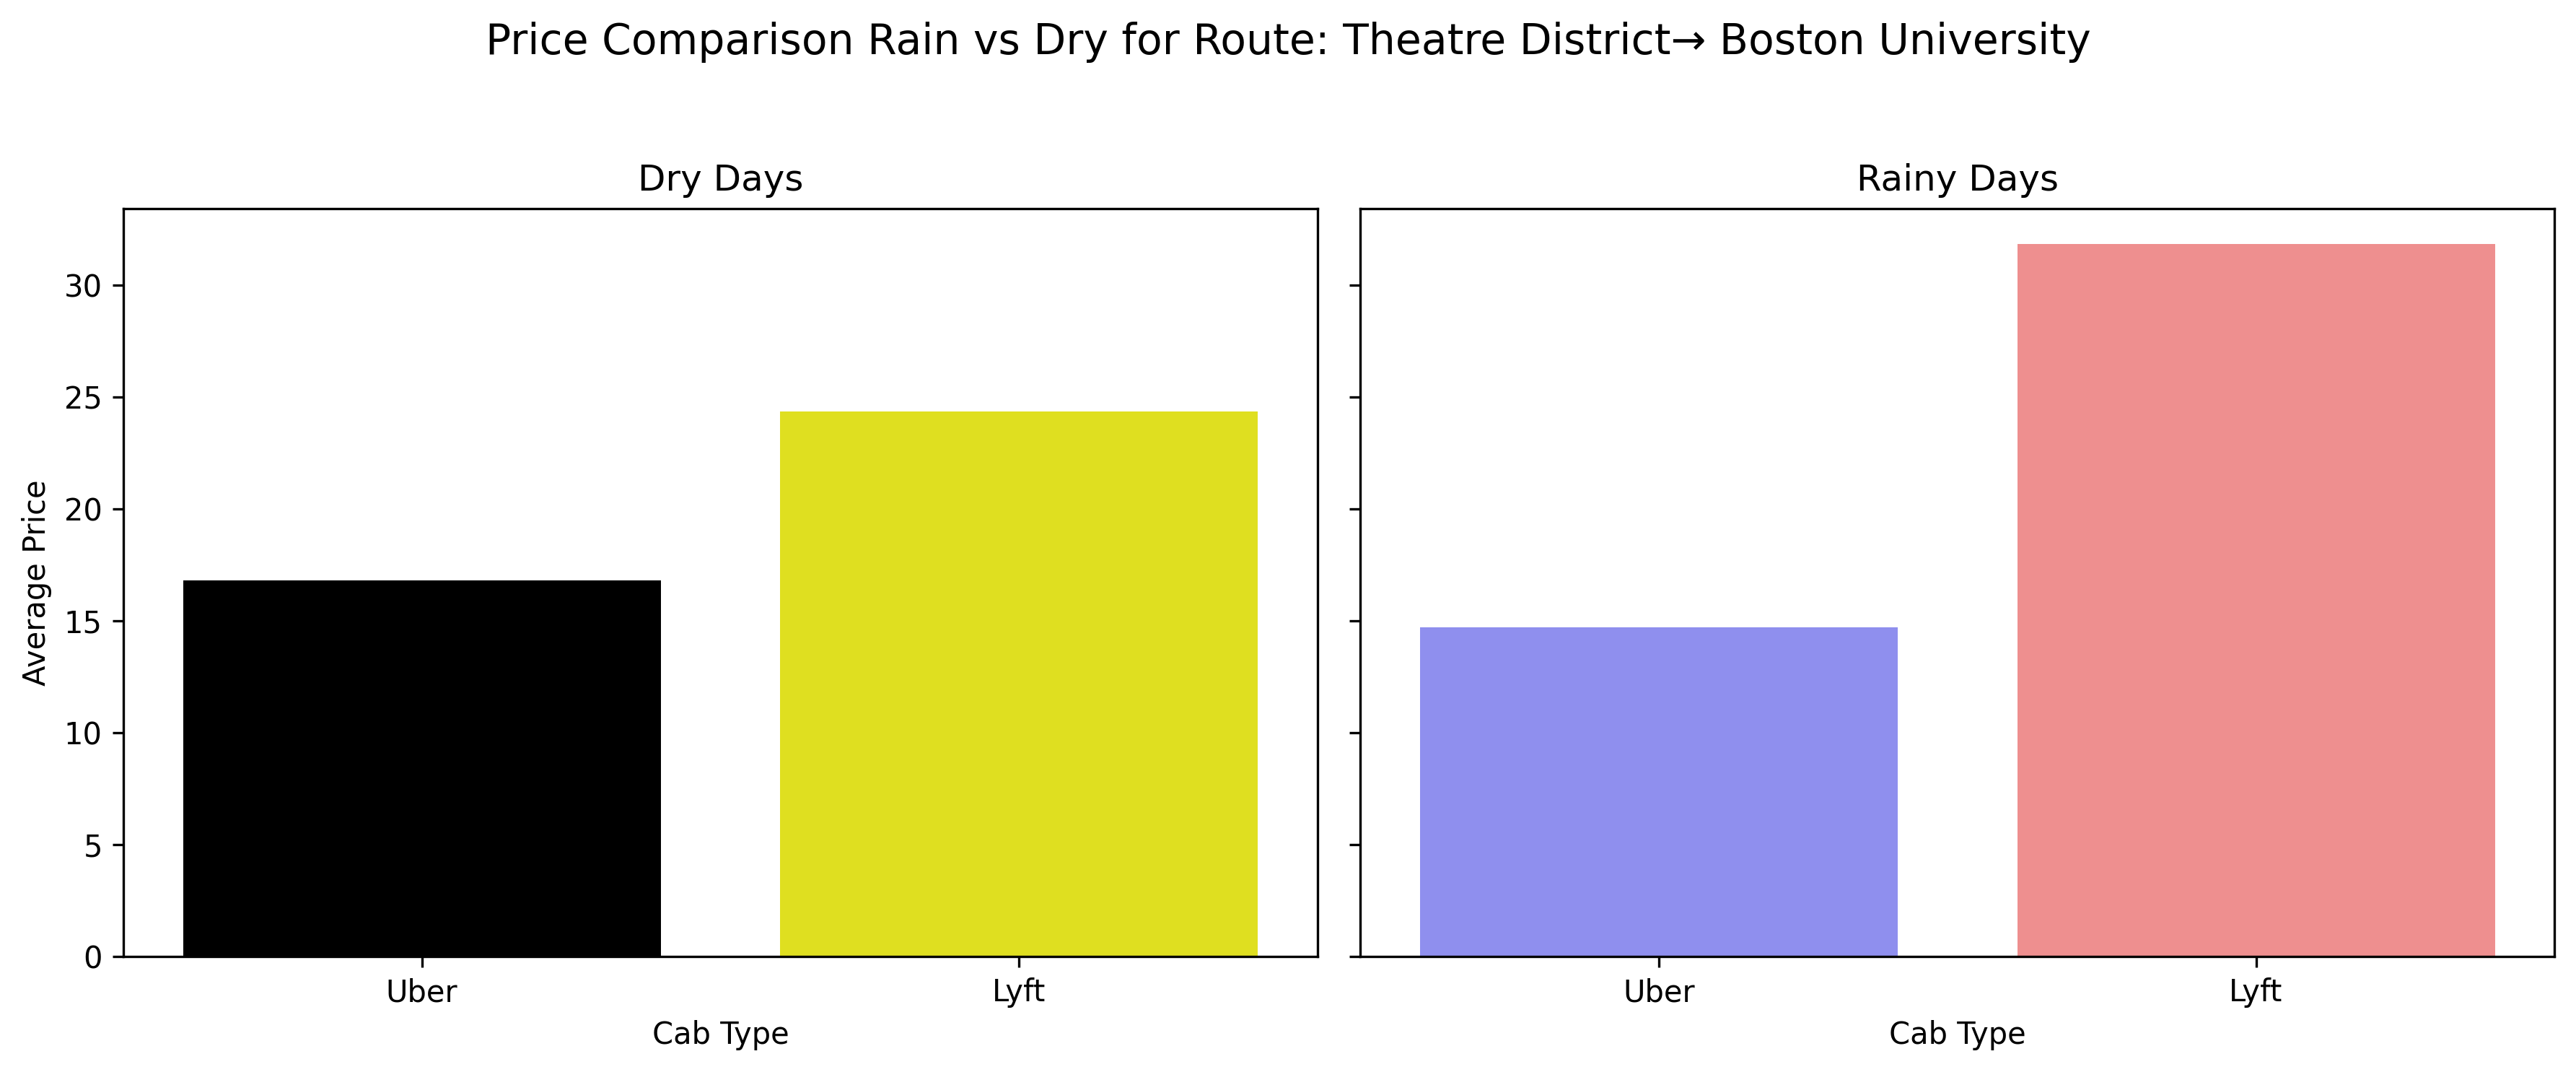 Price Comparison Rain vs Dry for Route: Theatre District→ Boston University
Dry Days
Average Price
30
25
20
15
10
5
0
Uber
Lyft
Cab Type
Rainy Days
Uber
Lyft
Cab Type